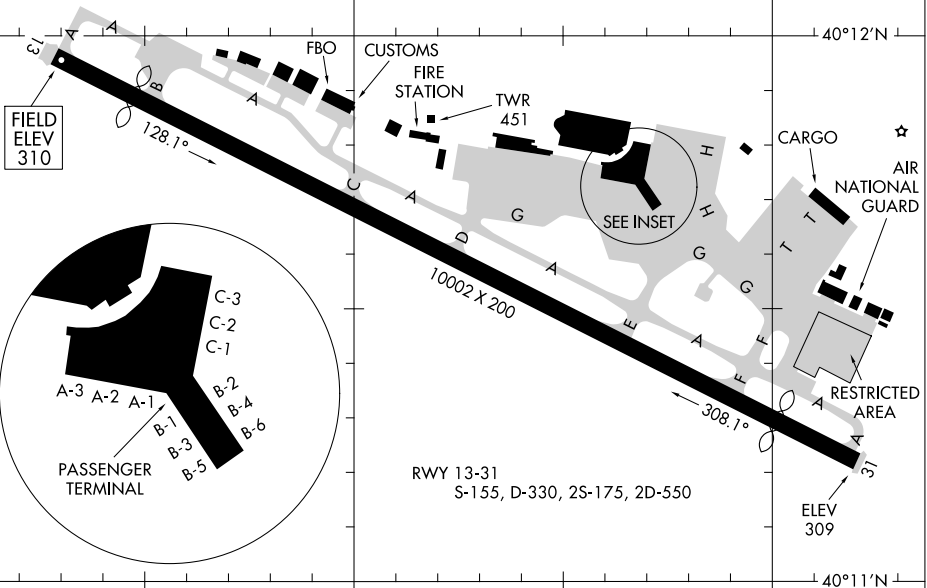 40°12'N
13
A
A
FBO
CUSTOMS
FIRE
STATION
TWR
451
FIELD
ELEV
310
B
A
128.1°
CARGO
AIR
NATIONAL
GUARD
H
H
SEE INSET
C
A
D
G
A
G
G
T
T
10002 X 200
E
A
F
F
A
A
RESTRICTED
AREA
308.1°
31
ELEV
309
C-3
C-2
C-1
B-2
B-4
B-6
A-3 A-2 A-1
B-1
B-3
B-5
PASSENGER
TERMINAL
RWY 13-31
S-155, D-330, 2S-175, 2D-550
40°11'N